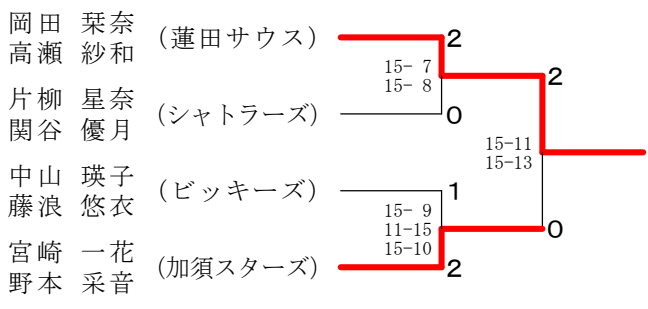 岡田 栞奈
高瀬 紗和
(蓮田サウス)
2
15- 7
15- 8
2
片柳 星奈
関谷 優月
(シャトラーズ)
0
15-11
15-13
中山 瑛子
藤浪 悠衣
(ビッキーズ)
1
15- 9
11-15
15-10
0
宮崎 一花
野本 采音
(加須スターズ)
2